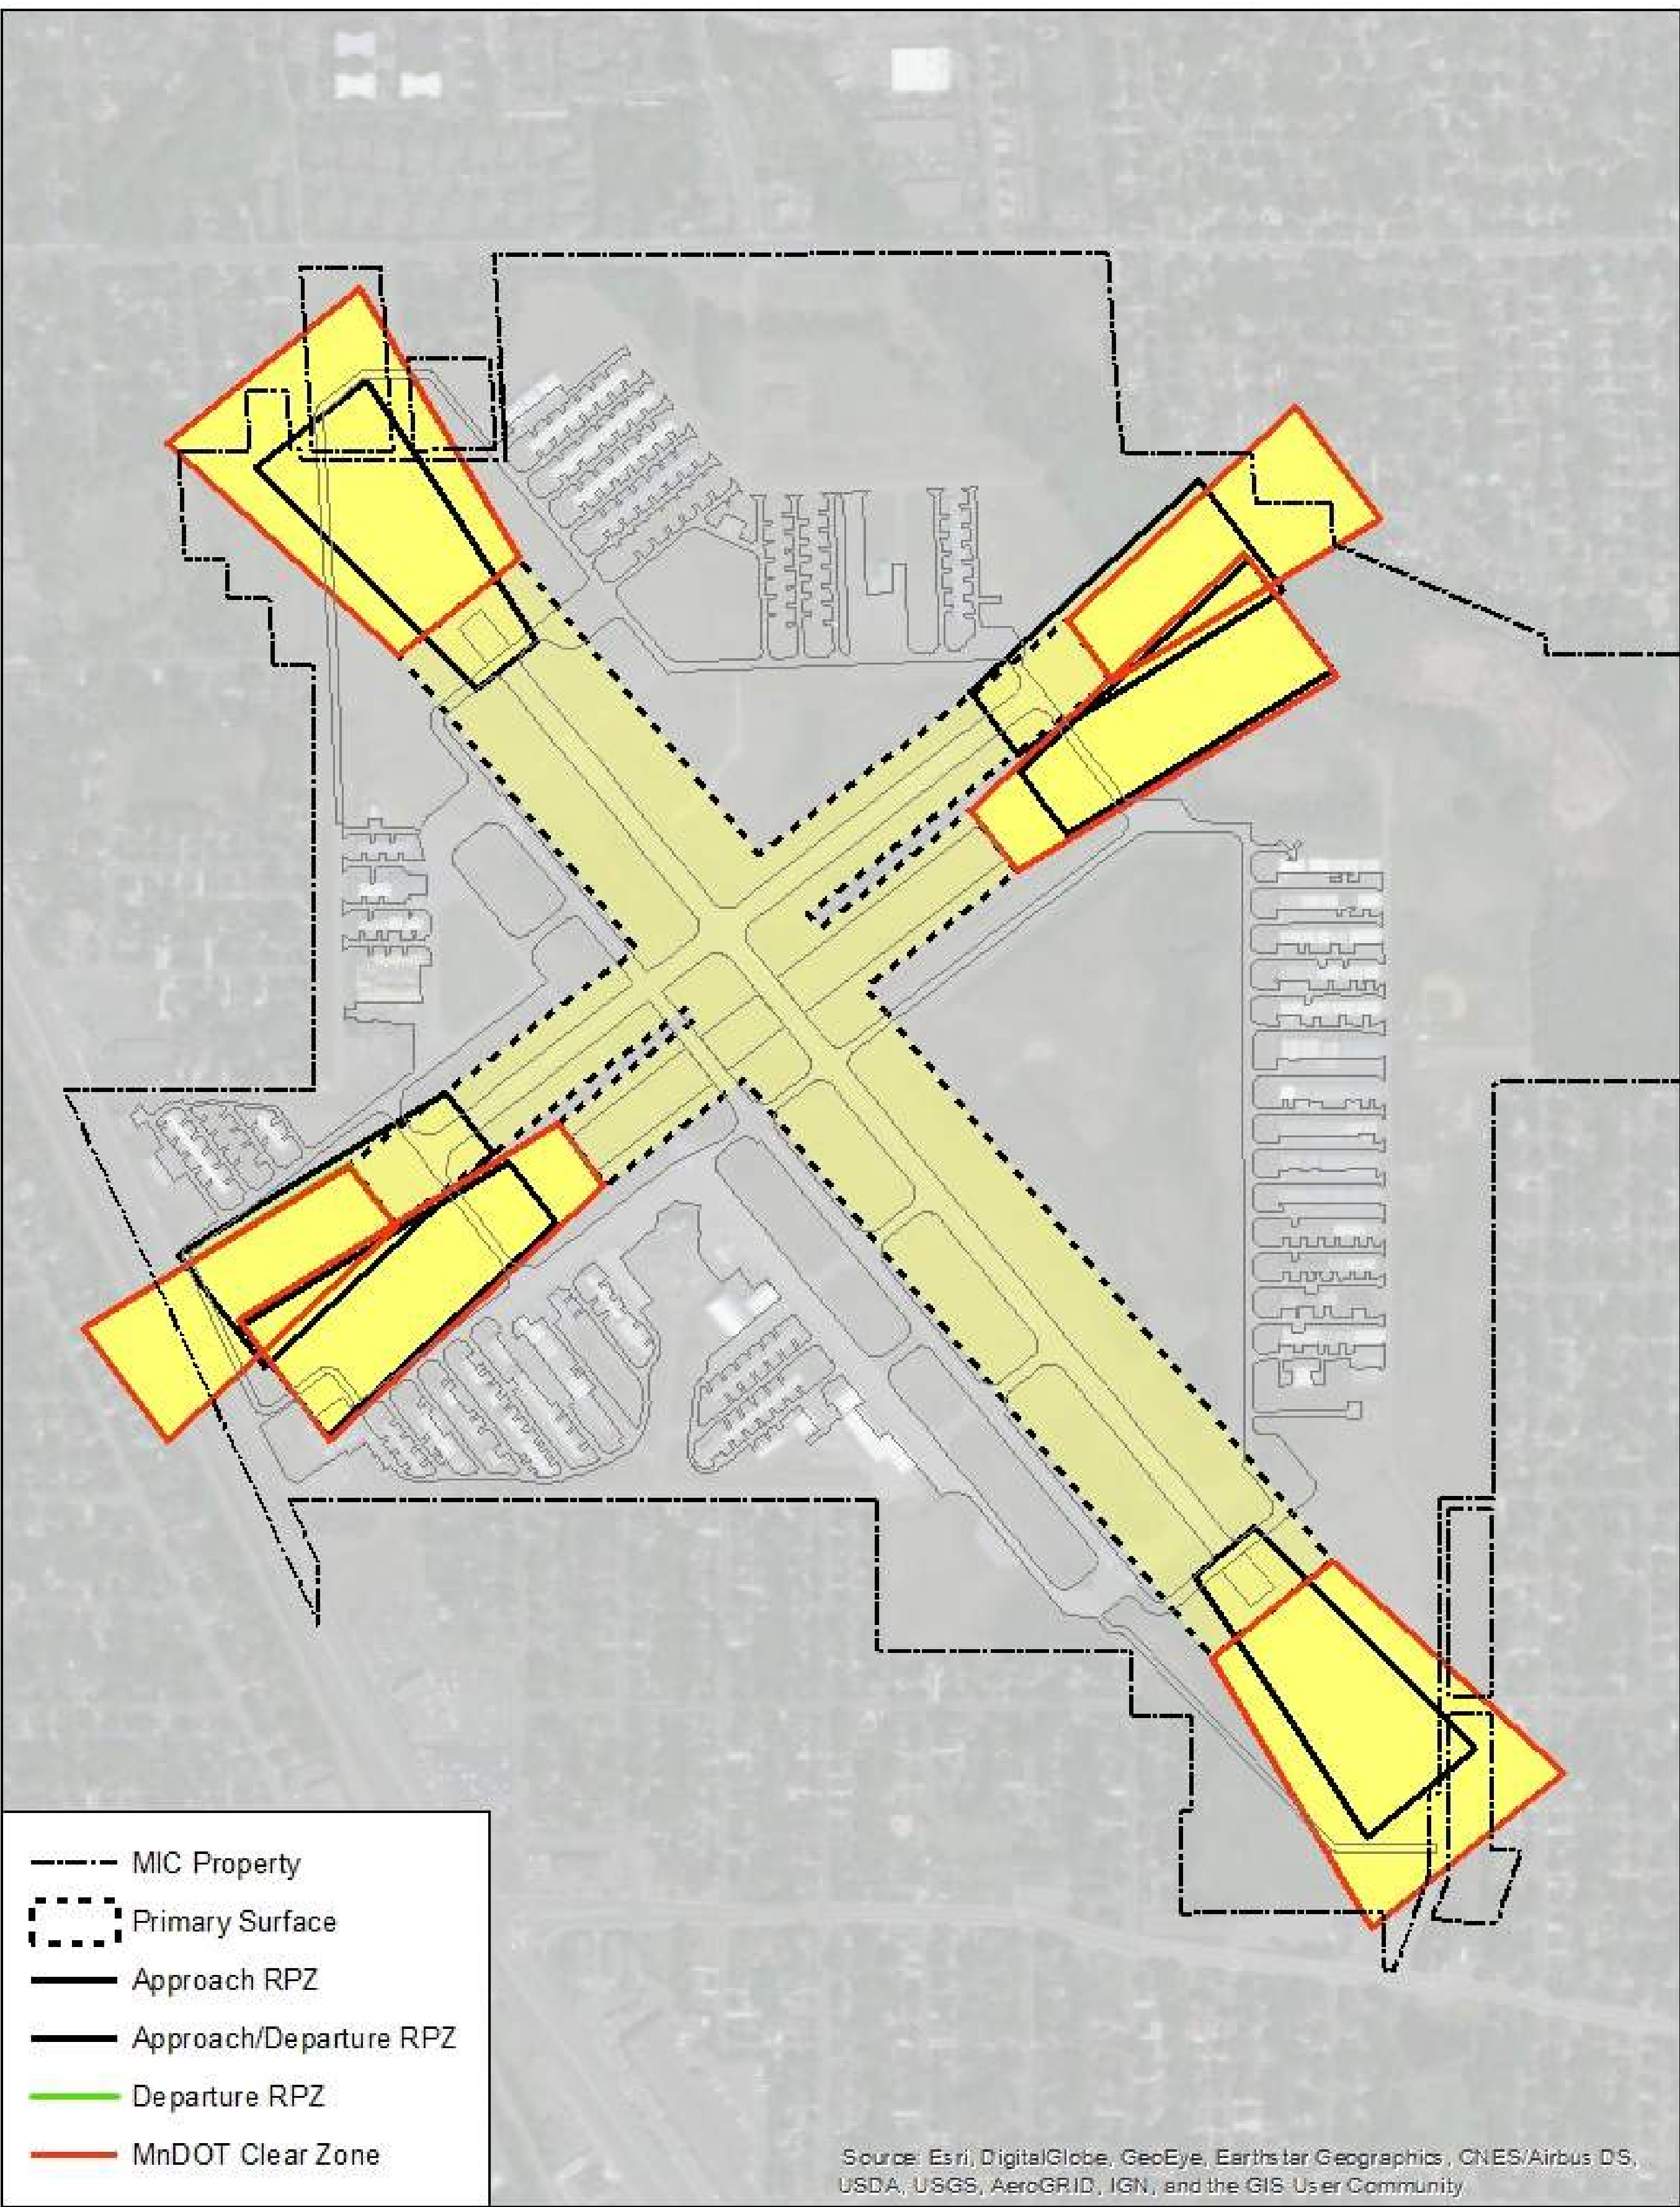 MIC Property
Primary Surface
Approach RPZ
Approach/Departure RPZ
Departure RPZ
MnDOT Clear Zone
Source: Esri, DigitalGlobe, GeoEye, Earthstar Geographics, CNES/Airbus DS,
USDA, USGS, AeroGRID, IGN, and the GIS User Community